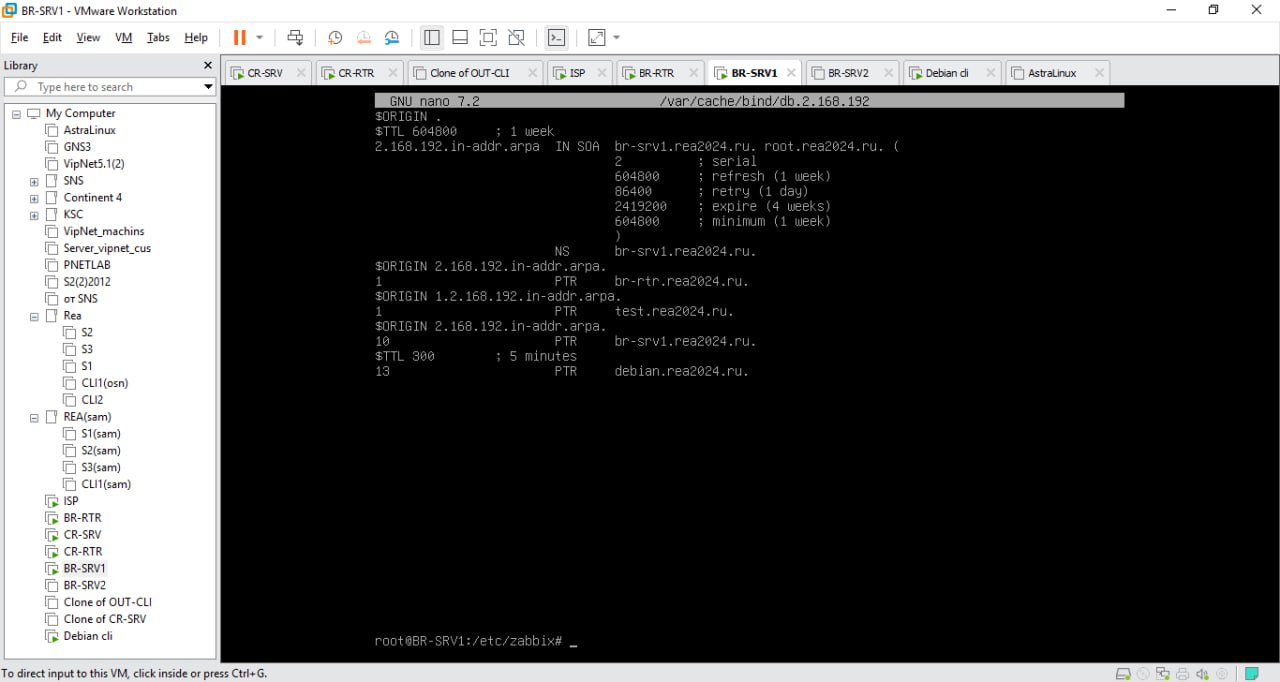 BR-SRV1 - VMware Workstation
File Edit View VM Tabs Help
Library
Type here to search
My Computer
AstraLinux
GNS3
VipNet5.1(2)
SNS
Continent 4
KSC
VipNet_machins
Server_vipnet_cus
PNETLAB
S2(2)2012
от SNS
Rea
S2
S3
S1
CLI1(osn)
CLI2
REA(sam)
S1(sam)
S2(sam)
S3(sam)
CLI1(sam)
ISP
BR-RTR
CR-SRV
CR-RTR
BR-SRV1
BR-SRV2
Clone of OUT-CLI
Clone of CR-SRV
Debian cli
CR-SRV CR-RTR Clone of OUT-CLI ISP BR-RTR BR-SRV1 BR-SRV2 Debian cli AstraLinux
GNU nano 7.2 /var/cache/bind/db.2.168.192
$ORIGIN .
$TTL 604800 ; 1 week
2.168.192.in-addr.arpa IN SOA br-srv1.rea2024.ru. root.rea2024.ru. (
2 ; serial
604800 ; refresh (1 week)
86400 ; retry (1 day)
2419200 ; expire (4 weeks)
604800 ; minimum (1 week)
)
NS br-srv1.rea2024.ru.
$ORIGIN 2.168.192.in-addr.arpa.
1 PTR br-rtr.rea2024.ru.
$ORIGIN 1.2.168.192.in-addr.arpa.
1 PTR test.rea2024.ru.
$ORIGIN 2.168.192.in-addr.arpa.
10 PTR br-srv1.rea2024.ru.
$TTL 300 ; 5 minutes
13 PTR debian.rea2024.ru.
root@BR-SRV1:/etc/zabbix# _
To direct input to this VM, click inside or press Ctrl+G.